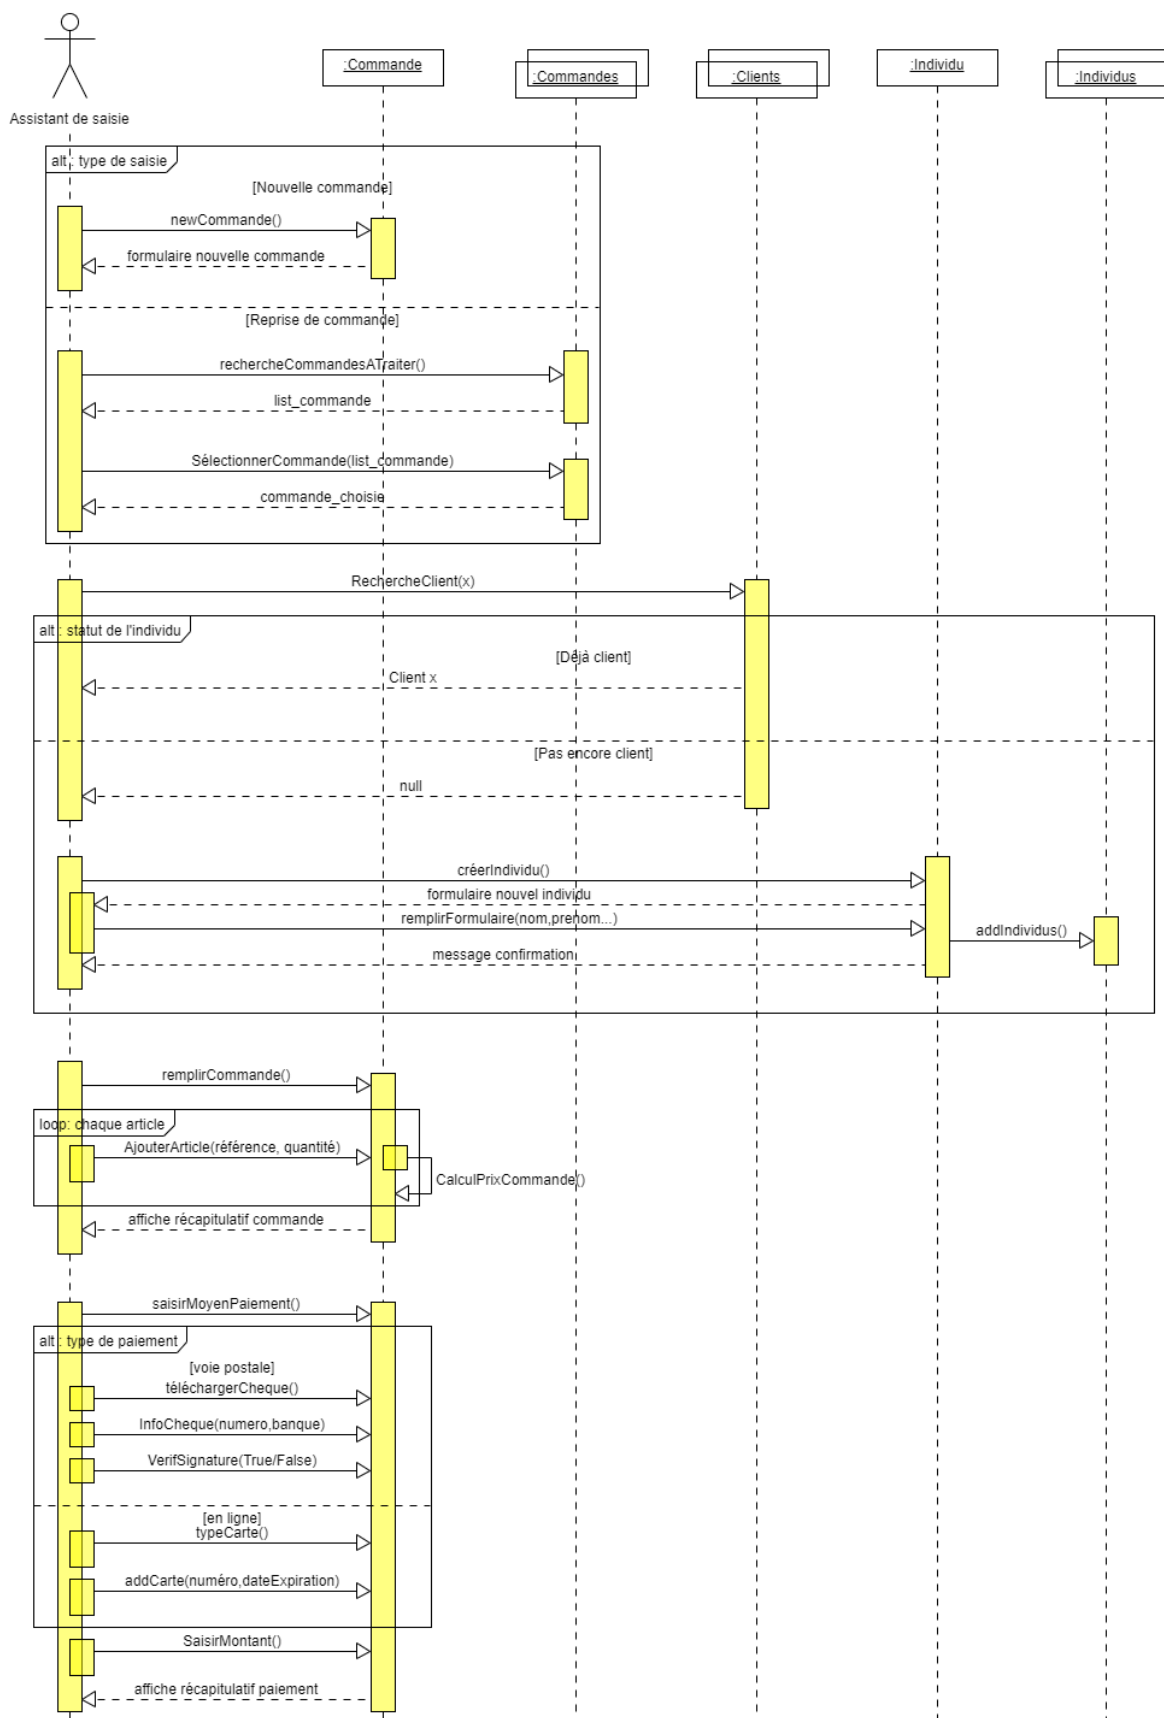 :Commande
:Individu
:Commandes
:Clients
:Individus
Assistant de saisie
alt : type de saisie
[Nouvelle commande]
newCommande()
formulaire nouvelle commande
[Reprise de commande]
rechercheCommandesATraiter()
list_commande
SélectionnerCommande(list_commande)
commande_choisie
RechercheClient(x)
alt : statut de l'individu
[Déjà client]
Client x
[Pas encore client]
null
créerIndividu()
formulaire nouvel individu
remplirFormulaire(nom,prenom...)
addIndividus()
message confirmation
remplirCommande()
loop: chaque article
AjouterArticle(référence, quantité)
CalculPrixCommande()
affiche récapitulatif commande
saisirMoyenPaiement()
alt : type de paiement
[voie postale]
téléchargerCheque()
InfoCheque(numero,banque)
VerifSignature(True/False)
[en ligne]
typeCarte()
addCarte(numéro,dateExpiration)
SaisirMontant()
affiche récapitulatif paiement